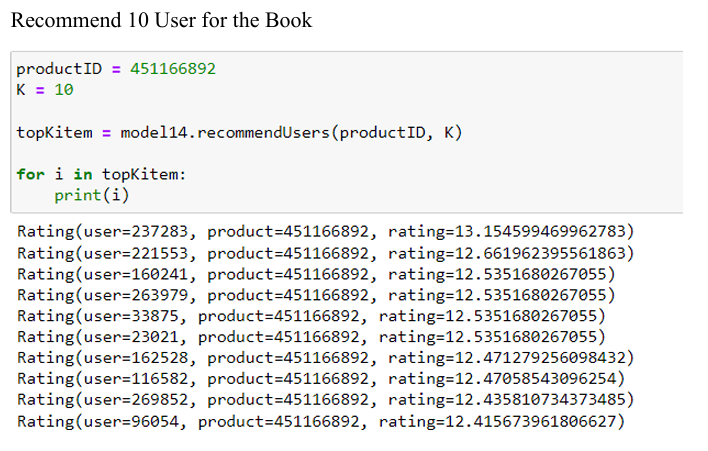 Recommend 10 User for the Book
productID = 451166892
K = 10
topKitem = model14.recommendUsers(productID, K)
for i in topKitem:
    print(i)
Rating(user=237283, product=451166892, rating=13.154599469962783)
Rating(user=221553, product=451166892, rating=12.661962395561863)
Rating(user=160241, product=451166892, rating=12.5351680267055)
Rating(user=263979, product=451166892, rating=12.5351680267055)
Rating(user=33875, product=451166892, rating=12.5351680267055)
Rating(user=23021, product=451166892, rating=12.5351680267055)
Rating(user=162528, product=451166892, rating=12.471279256098432)
Rating(user=116582, product=451166892, rating=12.47058543096254)
Rating(user=269852, product=451166892, rating=12.435810734373485)
Rating(user=96054, product=451166892, rating=12.415673961806627)